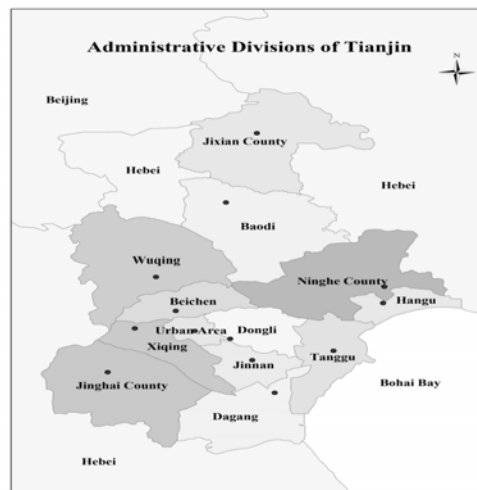 Administrative Divisions of Tianjin
Z
Beijing
Jixian County
Hebei
Hebei
Baodi
Wuqing
Ninghe County
Beichen
Hangu
Urban Area
Dongli
Xiqing
Tanggu
Jinnan
Jinghai County
Bohai Bay
Dagang
Hebei